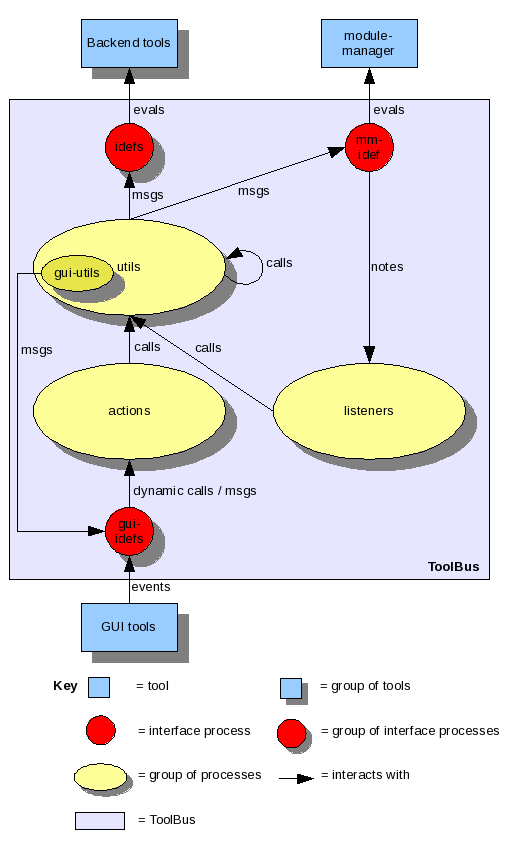 Backend tools
module-
manager
evals
evals
idefs
mm-
idef
msgs
msgs
gui-utils
utils
calls
notes
msgs
calls
calls
actions
listeners
dynamic calls / msgs
gui-
idefs
ToolBus
events
GUI tools
Key
= tool
= group of tools
= interface process
= group of interface processes
= group of processes
= interacts with
= ToolBus